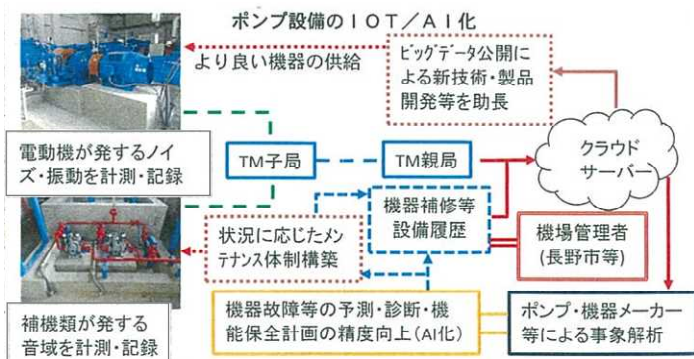 ポンプ設備のIOT/AI化
より良い機器の供給
ビッグデータ公開
による新技術・製品
開発等を助長
電動機が発するノイ
ズ・振動を計測・記録
TM子局
TM親局
クラウド
サーバー
機器補修等
設備履歴
状況に応じたメン
テナンス体制構築
機場管理者
(長野市等)
補機類が発する
音域を計測・記録
機器故障等の予測・診断・機
能保全計画の精度向上(AI化)
ポンプ・機器メーカー
等による事象解析